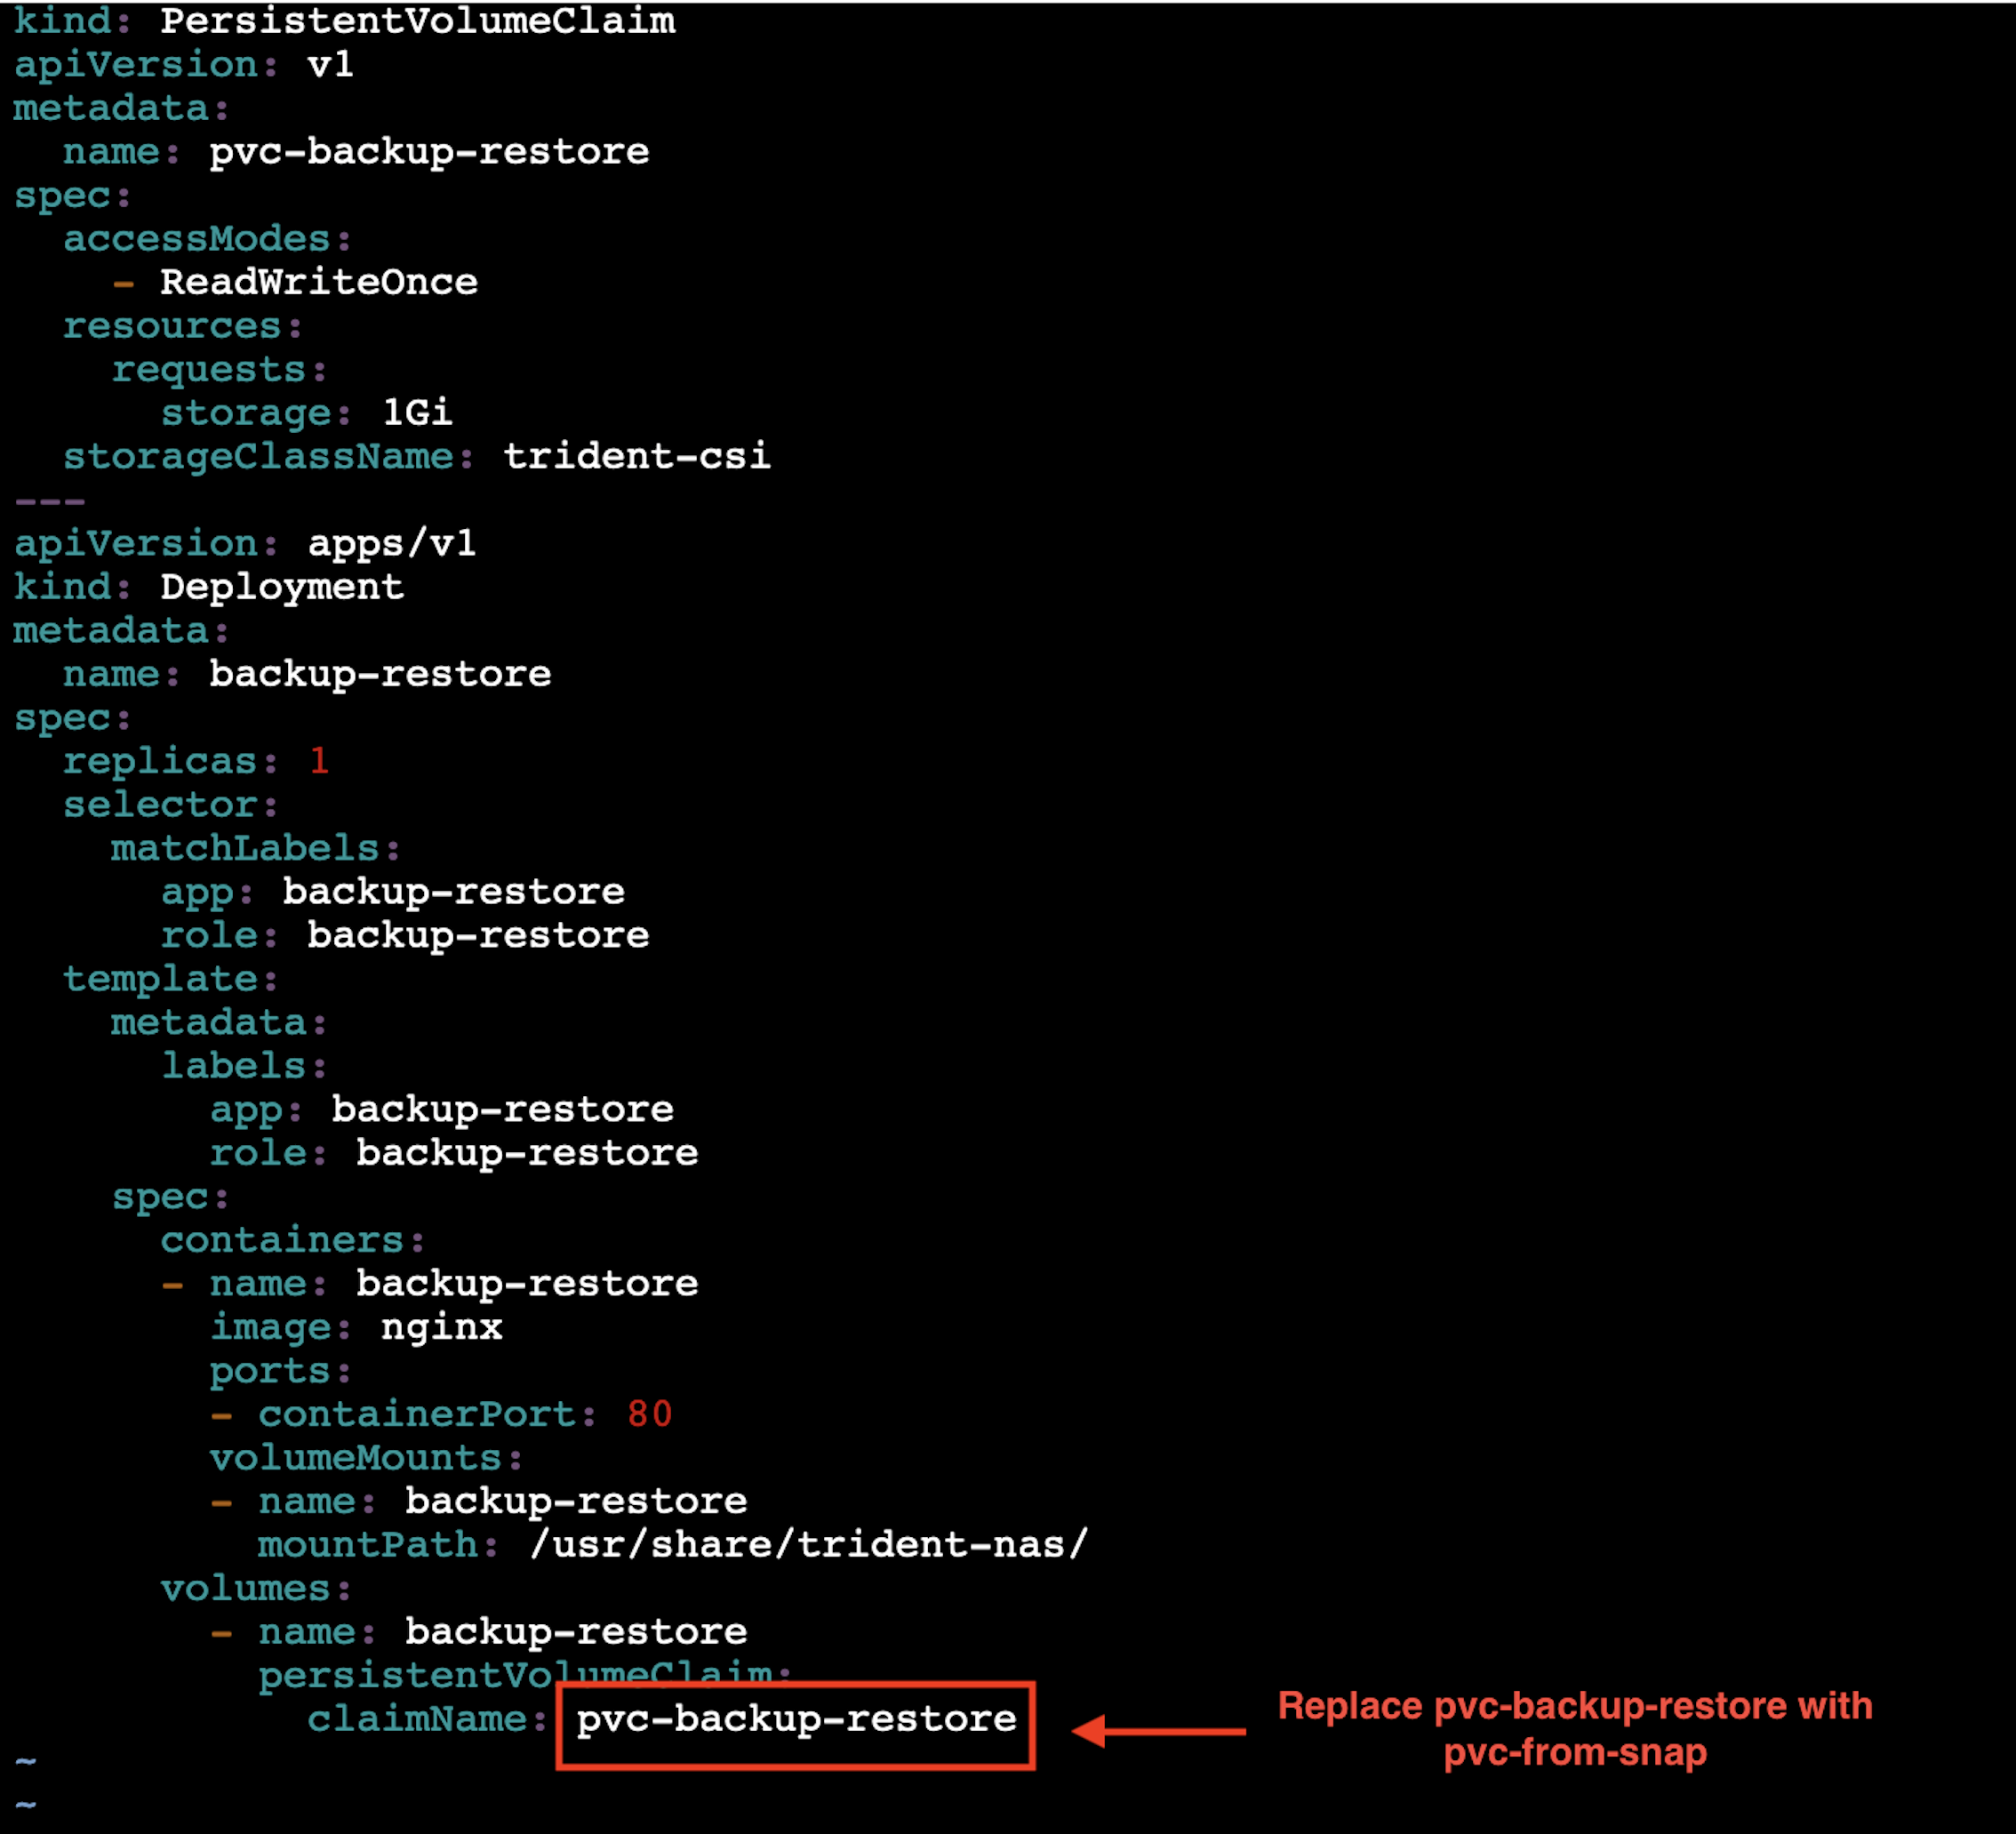 kind: PersistentVolumeClaim
apiVersion: v1
metadata:
  name: pvc-backup-restore
spec:
  accessModes:
    - ReadWriteOnce
  resources:
    requests:
      storage: 1Gi
  storageClassName: trident-csi
---
apiVersion: apps/v1
kind: Deployment
metadata:
  name: backup-restore
spec:
  replicas: 1
  selector:
    matchLabels:
      app: backup-restore
      role: backup-restore
  template:
    metadata:
      labels:
        app: backup-restore
        role: backup-restore
    spec:
      containers:
      - name: backup-restore
        image: nginx
        ports:
        - containerPort: 80
        volumeMounts:
        - name: backup-restore
          mountPath: /usr/share/trident-nas/
      volumes:
        - name: backup-restore
          persistentVolumeClaim:
            claimName: pvc-backup-restore
Replace pvc-backup-restore with
pvc-from-snap
~
~